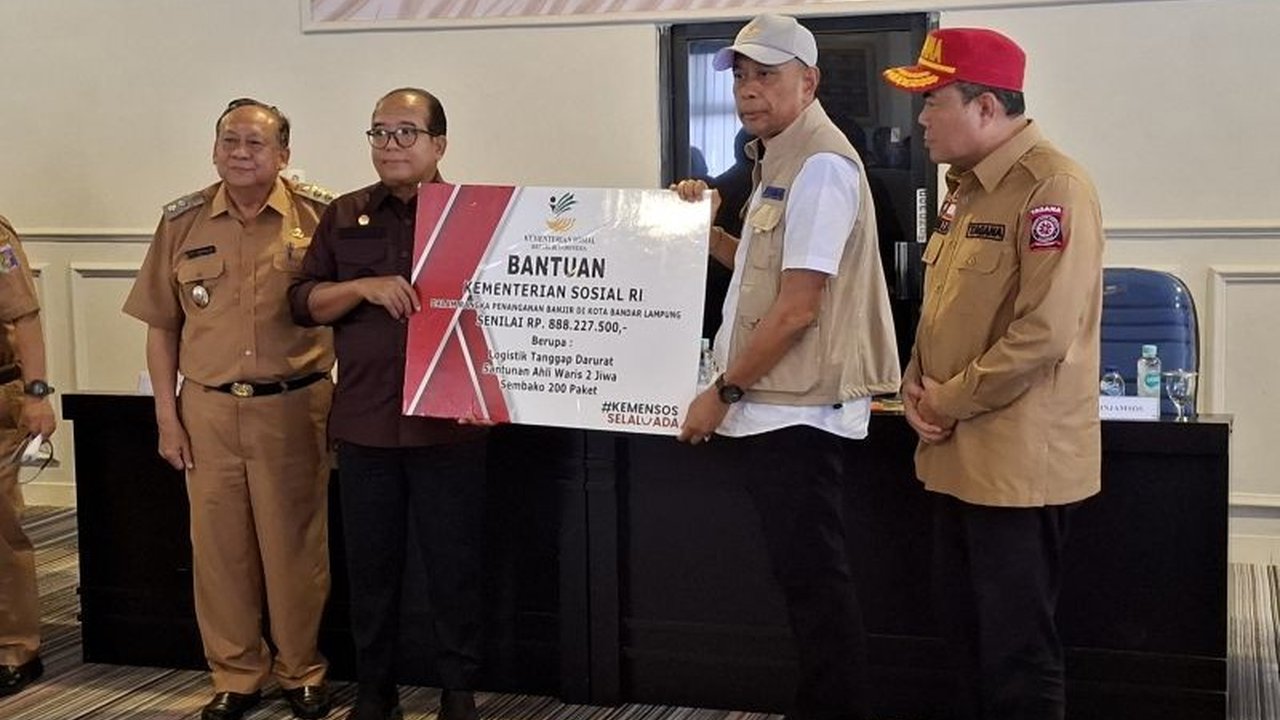 KEMENTERIAN SOSIAL
BANTUAN
KEMENTERIAN SOSIAL RI
DALAM RANGKA PENANGANAN BANJIR DI KOTA BANDAR LAMPUNG
SENILAI RP. 888.227.500,-
Berupa :
Logistik Tanggap Darurat
Santunan Ahli Waris 2 Jiwa
Sembako 200 Paket
#KEMENSOS
SELALUADA
TAGANA
TAGANA